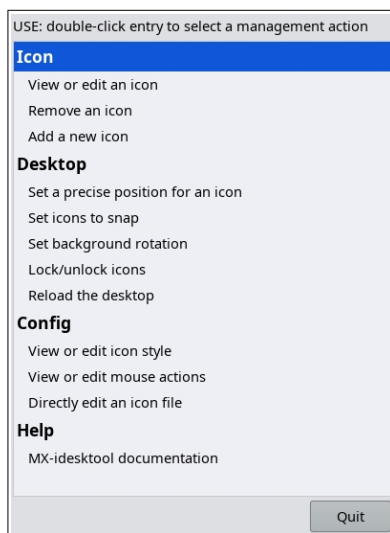 USE: double-click entry to select a management action
Icon
View or edit an icon
Remove an icon
Add a new icon
Desktop
Set a precise position for an icon
Set icons to snap
Set background rotation
Lock/unlock icons
Reload the desktop
Config
View or edit icon style
View or edit mouse actions
Directly edit an icon file
Help
MX-idesktool documentation
Quit